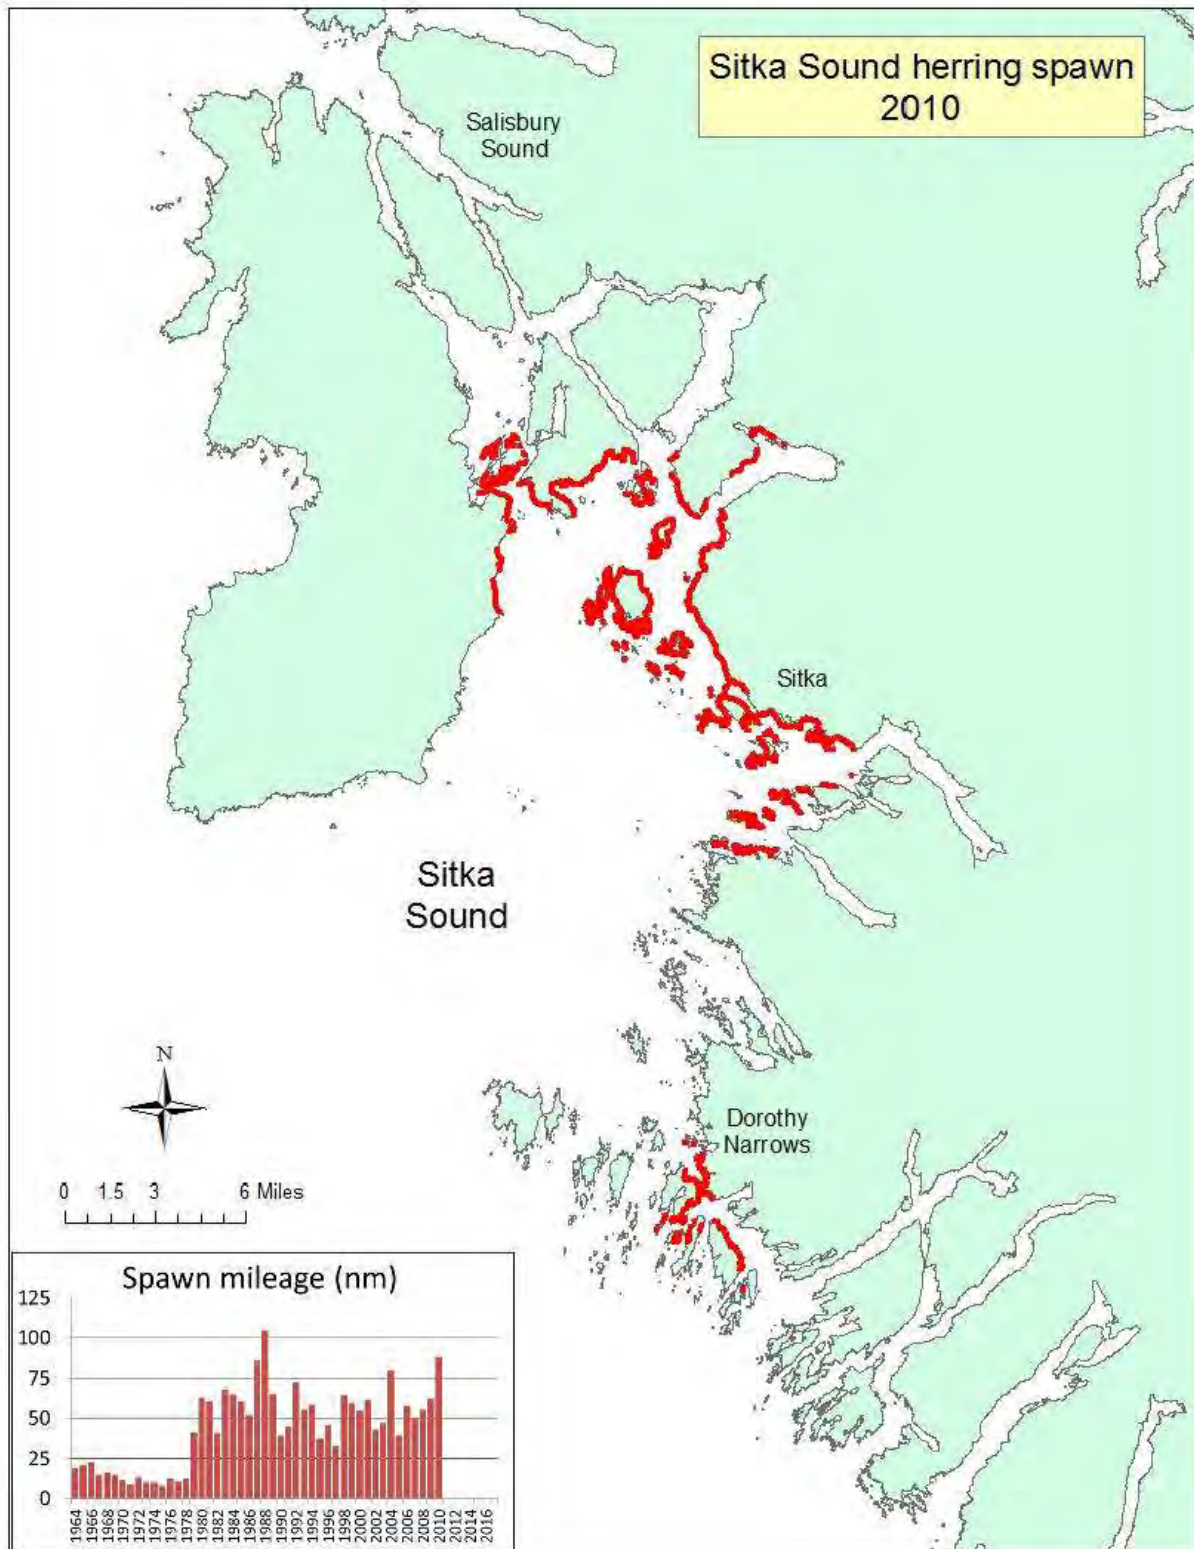 Sitka Sound herring spawn
2010
Salisbury
Sound
Sitka
Sitka
Sound
N
Dorothy
Narrows
0 1.5 3 6 Miles
Spawn mileage (nm)
125
100
75
50
25
0
1964 1966 1968 1970 1972 1974 1976 1978 1980 1982 1984 1986 1988 1990 1992 1994 1996 1998 2000 2002 2004 2006 2008 2010 2012 2014 2016